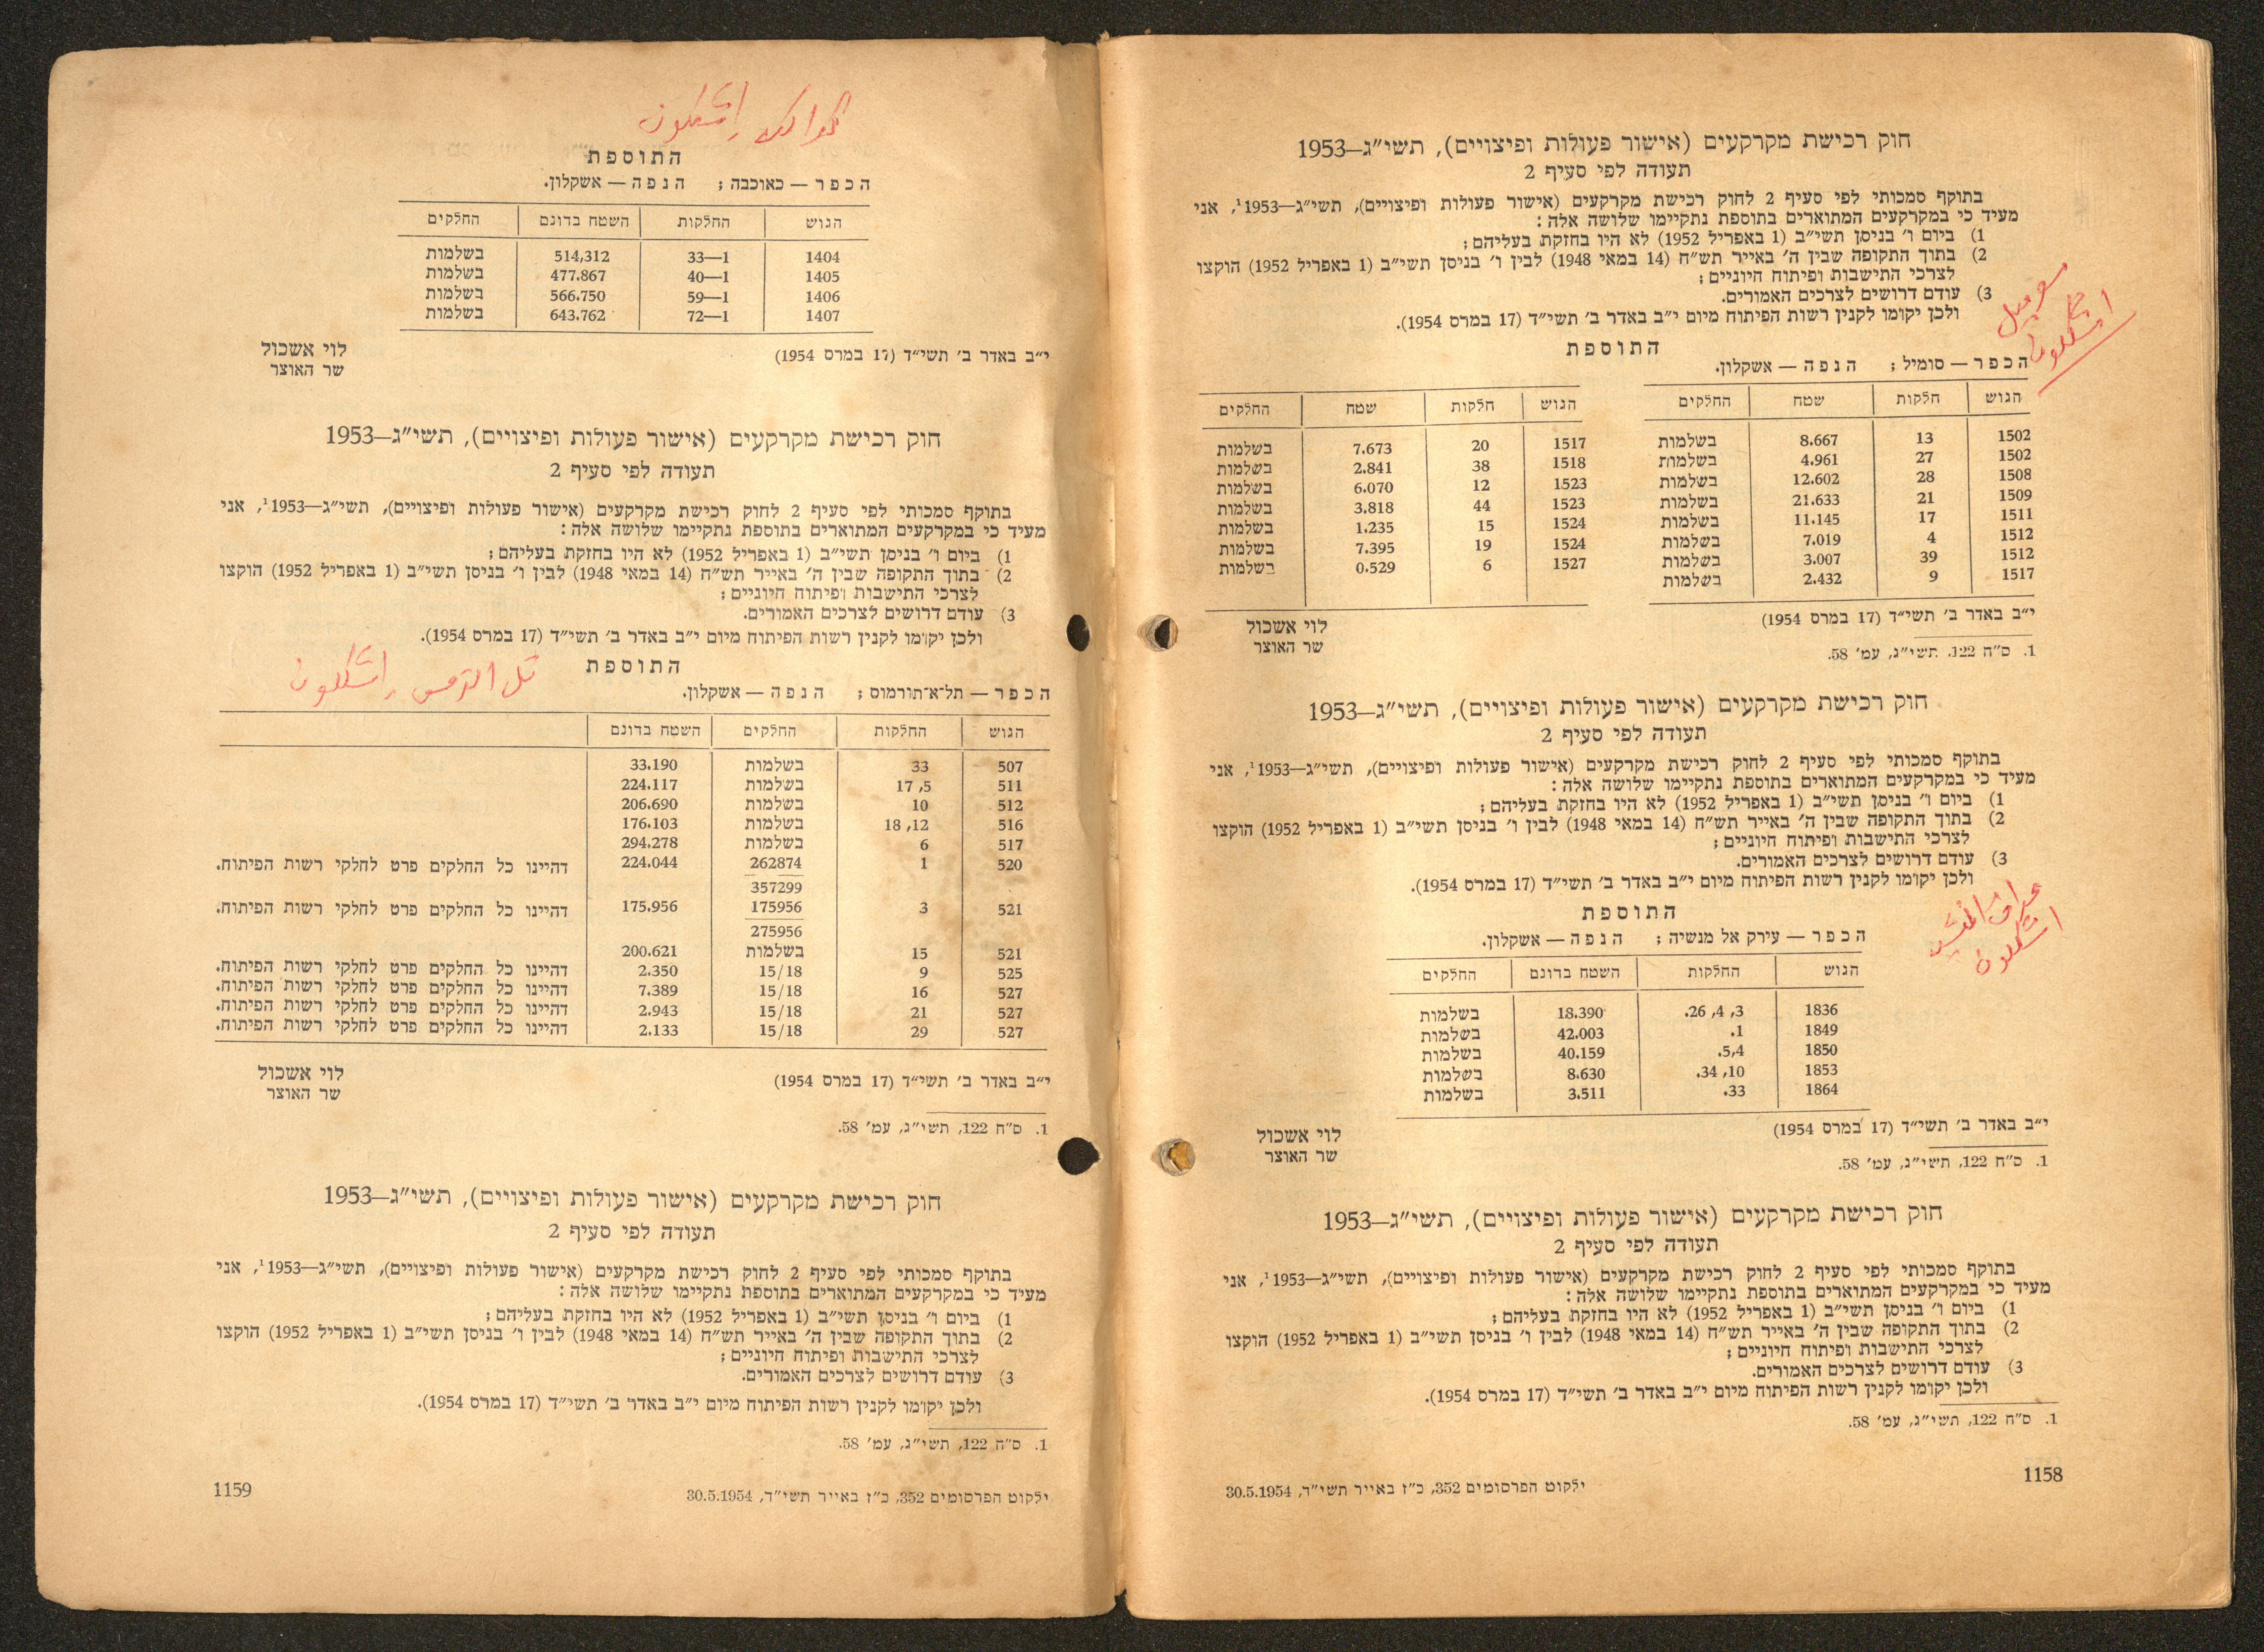 חוק רכישת מקרקעים (אישור פעולות ופיצויים), תשי״ג—1953
תעודה לפי סעיף 2
בתוקף סמכותי לפי סעיף 2 לחוק רכישת מקרקעים (אישור פעולות ופיצויים), תשי״ג—1953¹, אני
מעיד כי במקרקעים המתוארים בתוספת נתקיימו שלושה אלה:
1) ביום ו׳ בניסן תשי״ב (1 באפריל 1952) לא היו בחזקת בעליהם;
2) בתוך התקופה שבין ה׳ באייר תש״ח (14 במאי 1948) לבין ו׳ בניסן תשי״ב (1 באפריל 1952) הוקצו
לצרכי התישבות ופיתוח חיוניים;
3) עודם דרושים לצרכים האמורים.
ולכן יקומו לקנין רשות הפיתוח מיום י״ב באדר ב׳ תשי״ד (17 במרס 1954).
صميل
اشكلون
התוספת
הכפר — סומיל; הנפה — אשקלון.
הגוש חלקות שטח החלקים הגוש חלקות שטח החלקים
1502 13 8.667 בשלמות 1517 20 7.673 בשלמות
1502 27 4.961 בשלמות 1518 38 2.841 בשלמות
1508 28 12.602 בשלמות 1523 12 6.070 בשלמות
1509 21 21.633 בשלמות 1523 44 3.818 בשלמות
1511 17 11.145 בשלמות 1524 15 1.235 בשלמות
1512 4 7.019 בשלמות 1524 19 7.395 בשלמות
1512 39 3.007 בשלמות 1527 6 0.529 בשלמות
1517 9 2.432 בשלמות
י״ב באדר ב׳ תשי״ד (17 במרס 1954) לוי אשכול
שר האוצר
1. ס״ח 122, תשי״ג, עמ׳ 58.
חוק רכישת מקרקעים (אישור פעולות ופיצויים), תשי״ג—1953
תעודה לפי סעיף 2
בתוקף סמכותי לפי סעיף 2 לחוק רכישת מקרקעים (אישור פעולות ופיצויים), תשי״ג—1953¹, אני
מעיד כי במקרקעים המתוארים בתוספת נתקיימו שלושה אלה:
1) ביום ו׳ בניסן תשי״ב (1 באפריל 1952) לא היו בחזקת בעליהם;
2) בתוך התקופה שבין ה׳ באייר תש״ח (14 במאי 1948) לבין ו׳ בניסן תשי״ב (1 באפריל 1952) הוקצו
לצרכי התישבות ופיתוח חיוניים;
3) עודם דרושים לצרכים האמורים.
ולכן יקומו לקנין רשות הפיתוח מיום י״ב באדר ב׳ תשי״ד (17 במרס 1954).
عراق المنشية
اشكلون
התוספת
הכפר — עירק אל מנשיה; הנפה — אשקלון.
הגוש החלקות השטח בדונם החלקים
1836 3, 4, 26. 18.390 בשלמות
1849 1. 42.003 בשלמות
1850 5,4. 40.159 בשלמות
1853 10, 34. 8.630 בשלמות
1864 33. 3.511 בשלמות
י״ב באדר ב׳ תשי״ד (17 במרס 1954) לוי אשכול
שר האוצר
1. ס״ח 122, תשי״ג, עמ׳ 58.
חוק רכישת מקרקעים (אישור פעולות ופיצויים), תשי״ג—1953
תעודה לפי סעיף 2
בתוקף סמכותי לפי סעיף 2 לחוק רכישת מקרקעים (אישור פעולות ופיצויים), תשי״ג—1953¹, אני
מעיד כי במקרקעים המתוארים בתוספת נתקיימו שלושה אלה:
1) ביום ו׳ בניסן תשי״ב (1 באפריל 1952) לא היו בחזקת בעליהם;
2) בתוך התקופה שבין ה׳ באייר תש״ח (14 במאי 1948) לבין ו׳ בניסן תשי״ב (1 באפריל 1952) הוקצו
לצרכי התישבות ופיתוח חיוניים;
3) עודם דרושים לצרכים האמורים.
ולכן יקומו לקנין רשות הפיתוח מיום י״ב באדר ב׳ תשי״ד (17 במרס 1954).
1. ס״ח 122, תשי״ג, עמ׳ 58.
1158 ילקוט הפרסומים 352, כ״ז באייר תשי״ד, 30.5.1954
اشكلون
התוספת
הכפר — כאוכבה; הנפה — אשקלון.
הגוש החלקות השטח בדונם החלקים
1404 1—33 514,312 בשלמות
1405 1—40 477.867 בשלמות
1406 1—59 566.750 בשלמות
1407 1—72 643.762 בשלמות
י״ב באדר ב׳ תשי״ד (17 במרס 1954) לוי אשכול
שר האוצר
חוק רכישת מקרקעים (אישור פעולות ופיצויים), תשי״ג—1953
תעודה לפי סעיף 2
בתוקף סמכותי לפי סעיף 2 לחוק רכישת מקרקעים (אישור פעולות ופיצויים), תשי״ג—1953¹, אני
מעיד כי במקרקעים המתוארים בתוספת נתקיימו שלושה אלה:
1) ביום ו׳ בניסן תשי״ב (1 באפריל 1952) לא היו בחזקת בעליהם;
2) בתוך התקופה שבין ה׳ באייר תש״ח (14 במאי 1948) לבין ו׳ בניסן תשי״ב (1 באפריל 1952) הוקצו
לצרכי התישבות ופיתוח חיוניים;
3) עודם דרושים לצרכים האמורים.
ולכן יקומו לקנין רשות הפיתוח מיום י״ב באדר ב׳ תשי״ד (17 במרס 1954).
התוספת
تل الترمس اشكلون
הכפר — תל־א־תורמוס; הנפה — אשקלון.
הגוש החלקות החלקים השטח בדונם
507 33 בשלמות 33.190
511 5, 17 בשלמות 224.117
512 10 בשלמות 206.690
516 12, 18 בשלמות 176.103
517 6 בשלמות 294.278
520 1 262874 224.044 דהיינו כל החלקים פרט לחלקי רשות הפיתוח.
357299
521 3 175956 175.956 דהיינו כל החלקים פרט לחלקי רשות הפיתוח.
275956
521 15 בשלמות 200.621
525 9 15/18 2.350 דהיינו כל החלקים פרט לחלקי רשות הפיתוח.
527 16 15/18 7.389 דהיינו כל החלקים פרט לחלקי רשות הפיתוח.
527 21 15/18 2.943 דהיינו כל החלקים פרט לחלקי רשות הפיתוח.
527 29 15/18 2.133 דהיינו כל החלקים פרט לחלקי רשות הפיתוח.
י״ב באדר ב׳ תשי״ד (17 במרס 1954) לוי אשכול
שר האוצר
1. ס״ח 122, תשי״ג, עמ׳ 58.
חוק רכישת מקרקעים (אישור פעולות ופיצויים), תשי״ג—1953
תעודה לפי סעיף 2
בתוקף סמכותי לפי סעיף 2 לחוק רכישת מקרקעים (אישור פעולות ופיצויים), תשי״ג—1953¹, אני
מעיד כי במקרקעים המתוארים בתוספת נתקיימו שלושה אלה:
1) ביום ו׳ בניסן תשי״ב (1 באפריל 1952) לא היו בחזקת בעליהם;
2) בתוך התקופה שבין ה׳ באייר תש״ח (14 במאי 1948) לבין ו׳ בניסן תשי״ב (1 באפריל 1952) הוקצו
לצרכי התישבות ופיתוח חיוניים;
3) עודם דרושים לצרכים האמורים.
ולכן יקומו לקנין רשות הפיתוח מיום י״ב באדר ב׳ תשי״ד (17 במרס 1954).
1. ס״ח 122, תשי״ג, עמ׳ 58.
ילקוט הפרסומים 352, כ״ז באייר תשי״ד, 30.5.1954 1159